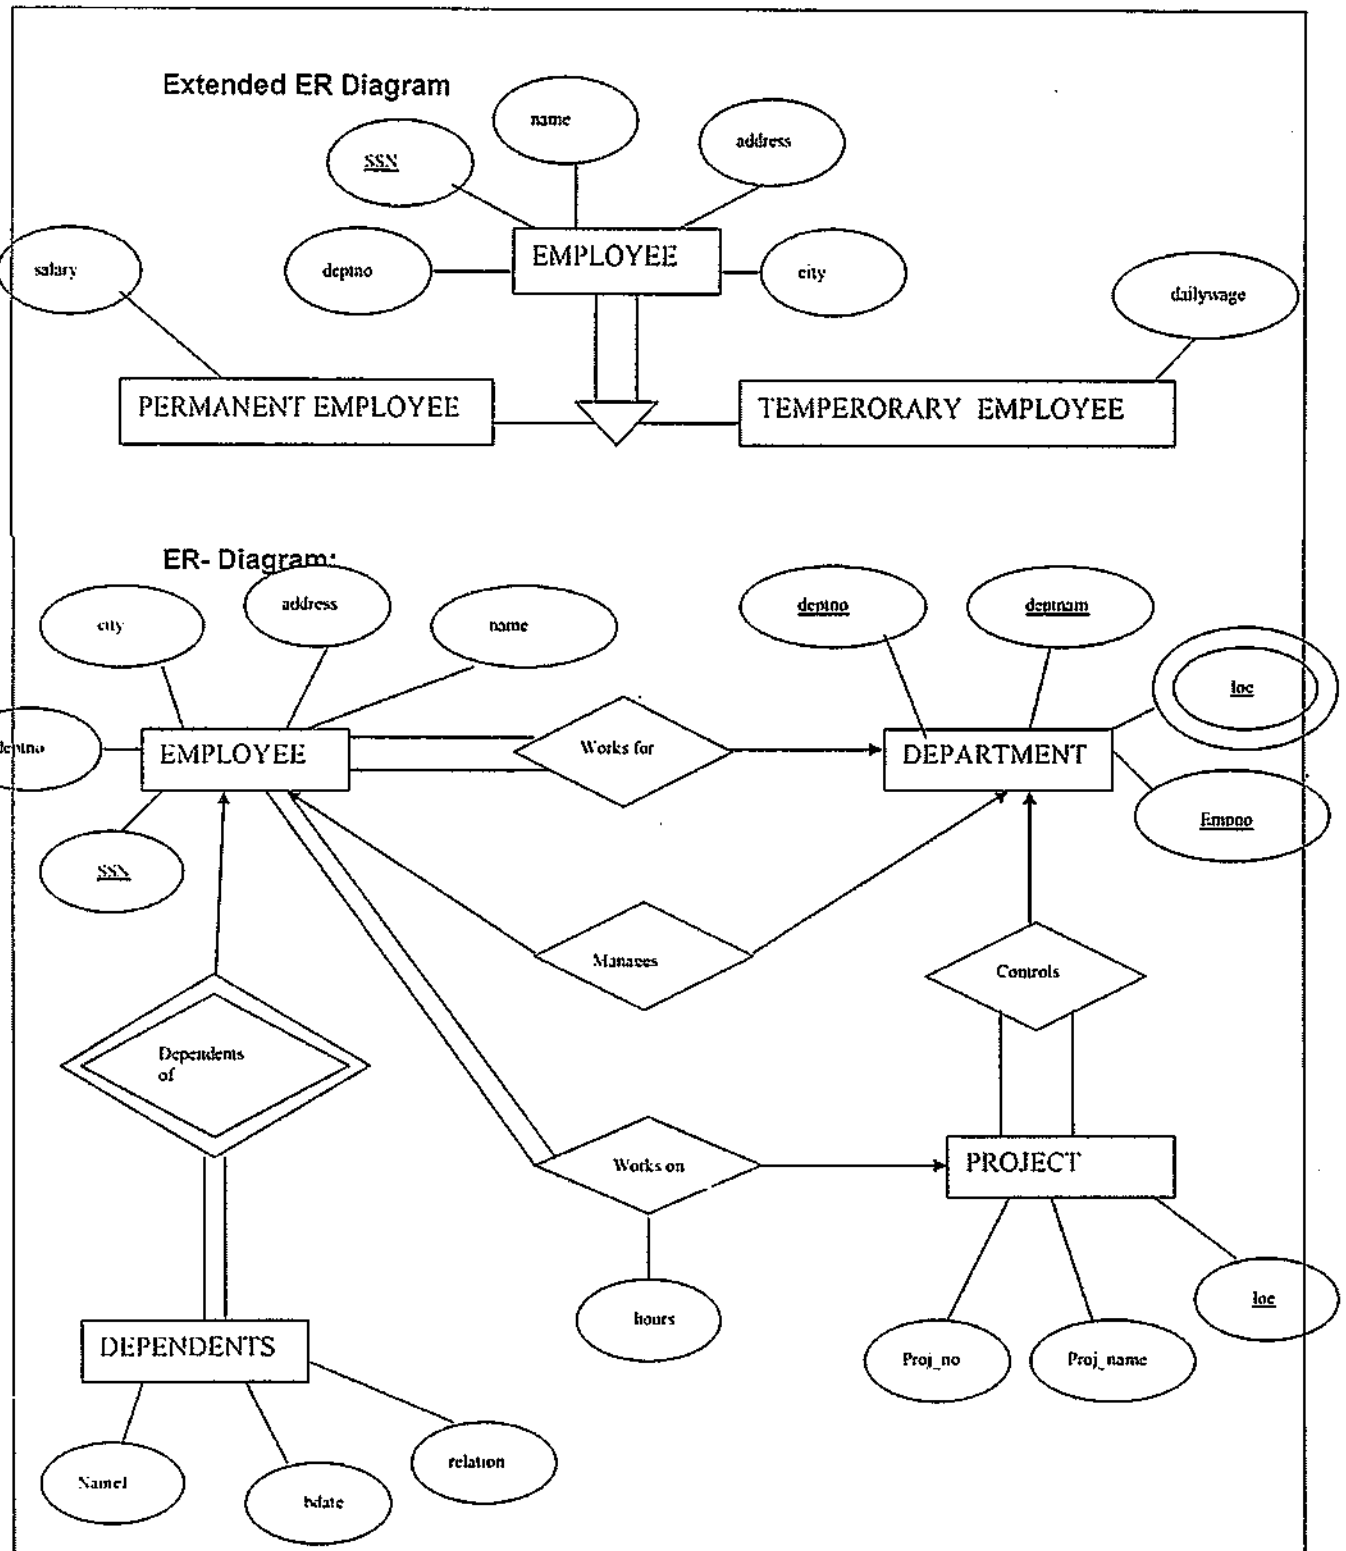 Extended ER Diagram
name
address
SSN
EMPLOYEE
salary
deptno
city
dailywage
PERMANENT EMPLOYEE
TEMPERORARY EMPLOYEE
ER- Diagram:
city
address
name
deptno
deptnam
loc
deptno
EMPLOYEE
Works for
DEPARTMENT
Empno
SSN
Manages
Controls
Dependents
of
Works on
PROJECT
hours
loc
DEPENDENTS
Proj_no
Proj_name
Name1
bdate
relation